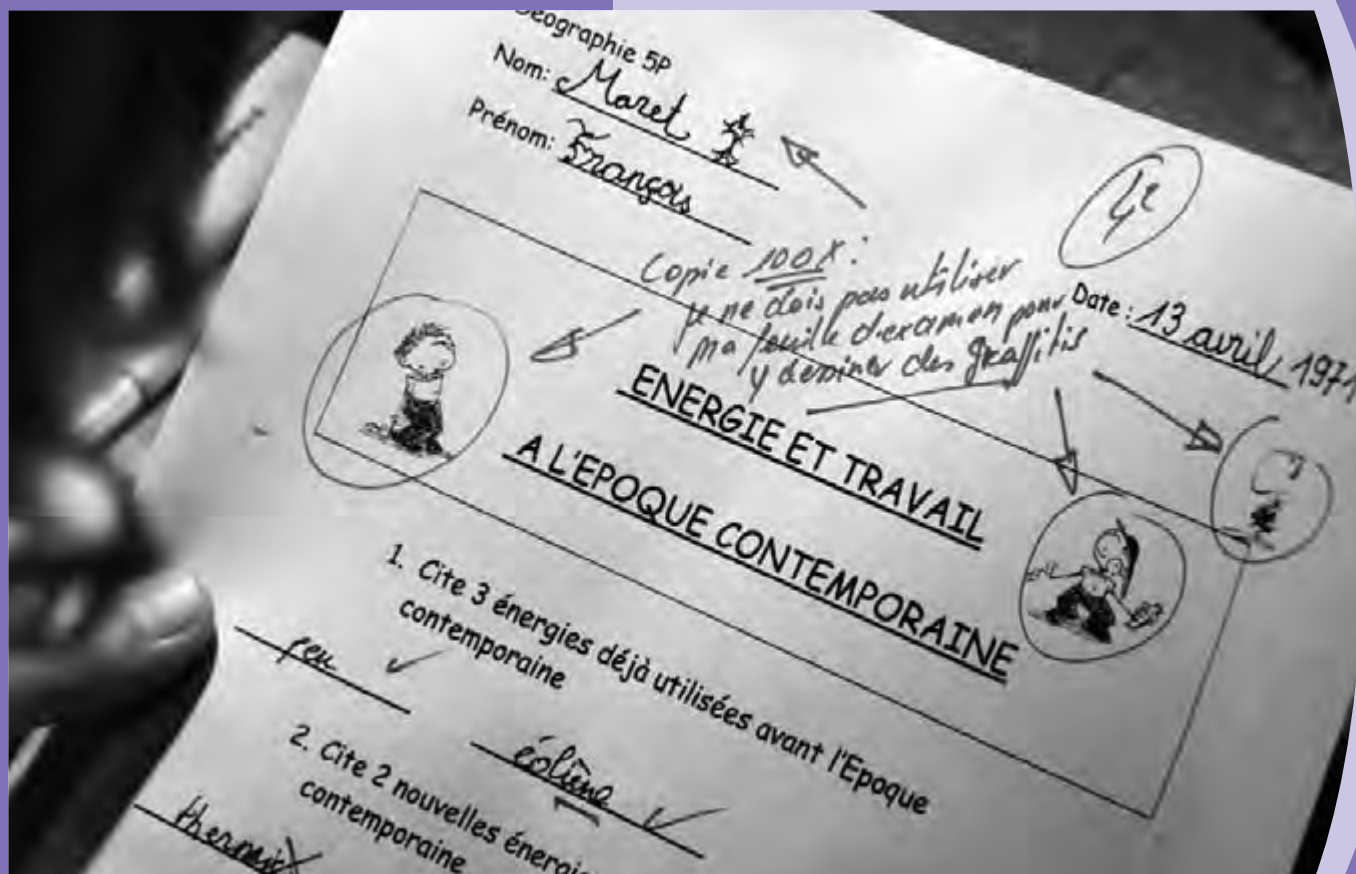 Géographie 5P
Nom: Maret
Prénom: François
Copie 100X:
je ne dois pas utiliser
ma feuille d'examen pour
y dessiner des graffitis
Date: 13 avril 1971
ENERGIE ET TRAVAIL
A L'EPOQUE CONTEMPORAINE
1. Cite 3 énergies déjà utilisées avant l'Epoque
contemporaine
feu
éoliène
2. Cite 2 nouvelles énergie
contemporaine